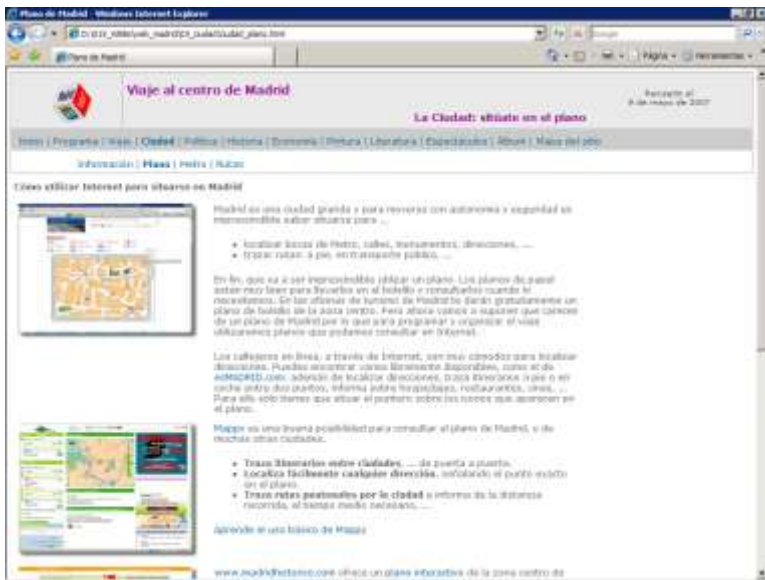 Plano de Madrid - Windows Internet Explorer
Google
Plano de Madrid
Página
Herramientas
Viaje al centro de Madrid
La Ciudad: sitúate en el plano
9 de mayo de 2007
Inicio | Programa | Viaje | Ciudad | Política | Historia | Economía | Pintura | Literatura | Espectáculos | Álbum | Mapa del sitio
Información | Plano | Metro | Rutas
Cómo utilizar Internet para situarse en Madrid
Madrid es una ciudad grande y para moverse con autonomía y seguridad es
imprescindible saber situarse para ...
localizar bocas de Metro, calles, monumentos, direcciones, ...
trazar rutas: a pie, en transporte público, ...
En fin, que va a ser imprescindible utilizar un plano. Los planos de papel
están muy bien para llevarlos en el bolsillo y consultarlos cuando lo
necesitemos. En las oficinas de turismo de Madrid te darán gratuitamente un
plano de bolsillo de la zona centro. Pero ahora vamos a suponer que careces
de un plano de Madrid por lo que para programar y organizar el viaje
utilizaremos planos que podamos consultar en Internet.
Los callejeros en línea, a través de Internet, son muy cómodos para localizar
direcciones. Puedes encontrar varios libremente disponibles, como el de
esMADRID.com: además de localizar direcciones, traza itinerarios a pie o en
coche entre dos puntos, informa sobre hospedajes, restaurantes, cines, ...
Para ello sólo tienes que situar el puntero sobre los iconos que aparecen en
el plano.
Mappy es una buena posibilidad para consultar el plano de Madrid, y de
muchas otras ciudades.
Traza itinerarios entre ciudades, ... de puerta a puerta.
Localiza fácilmente cualquier dirección, señalando el punto exacto
en el plano.
Traza rutas peatonales por la ciudad e informa de la distancia
recorrida, el tiempo medio necesario, ...
Aprende el uso básico de Mappy
www.madridhistorico.com ofrece un plano interactivo de la zona centro de